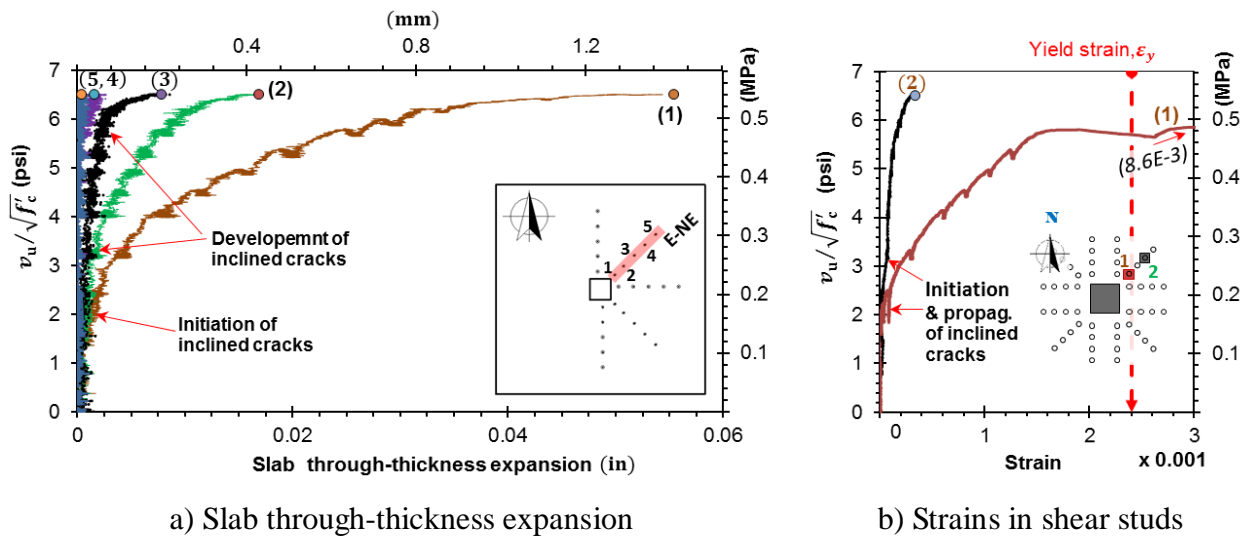 (mm)
0.4 0.8 1.2
7
6
5
4
3
2
1
0
v_u/√f′_c (psi)
(5, 4) (3) (2) (1)
Developemnt of
inclined cracks
Initiation of
inclined cracks
1 2 3 4 5
E-NE
0.5
0.4
0.3
0.2
0.1
(MPa)
0 0.02 0.04 0.06
Slab through-thickness expansion (in)
a) Slab through-thickness expansion
Yield strain, ε_y
7
6
5
4
3
2
1
0
v_u/√f′_c (psi)
(2) (1)
(8.6E-3)
Initiation
& propag.
of inclined
cracks
N
1
2
0.5
0.4
0.3
0.2
0.1
(MPa)
0 1 2 3
Strain x 0.001
b) Strains in shear studs